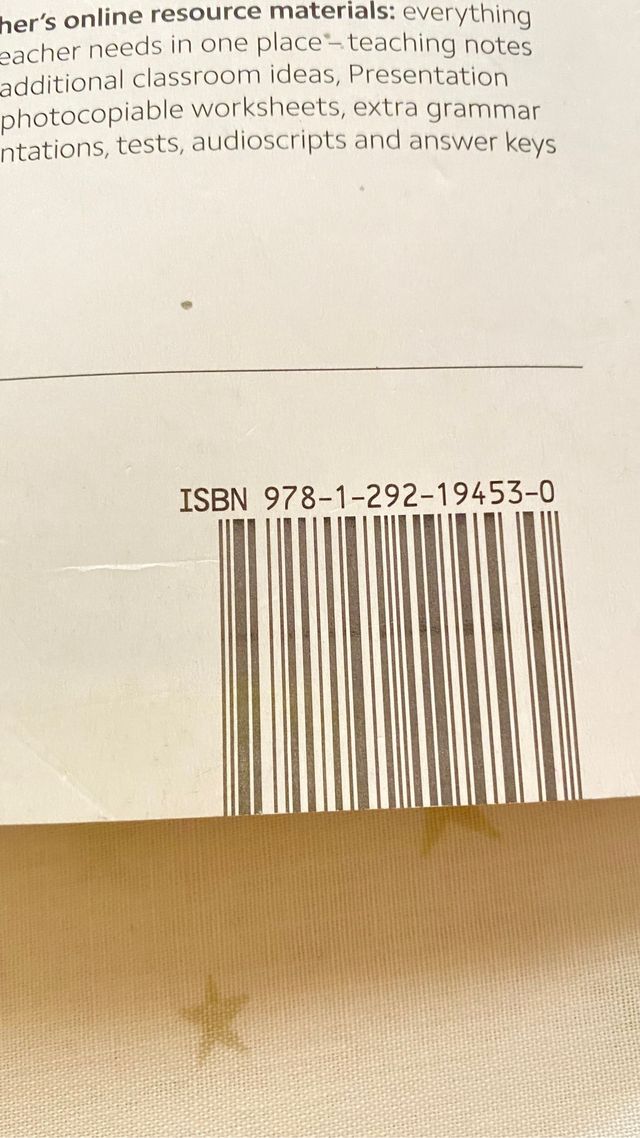 her's online resource materials: everything
eacher needs in one place – teaching notes
additional classroom ideas, Presentation
photocopiable worksheets, extra grammar
ntations, tests, audioscripts and answer keys
ISBN 978-1-292-19453-0